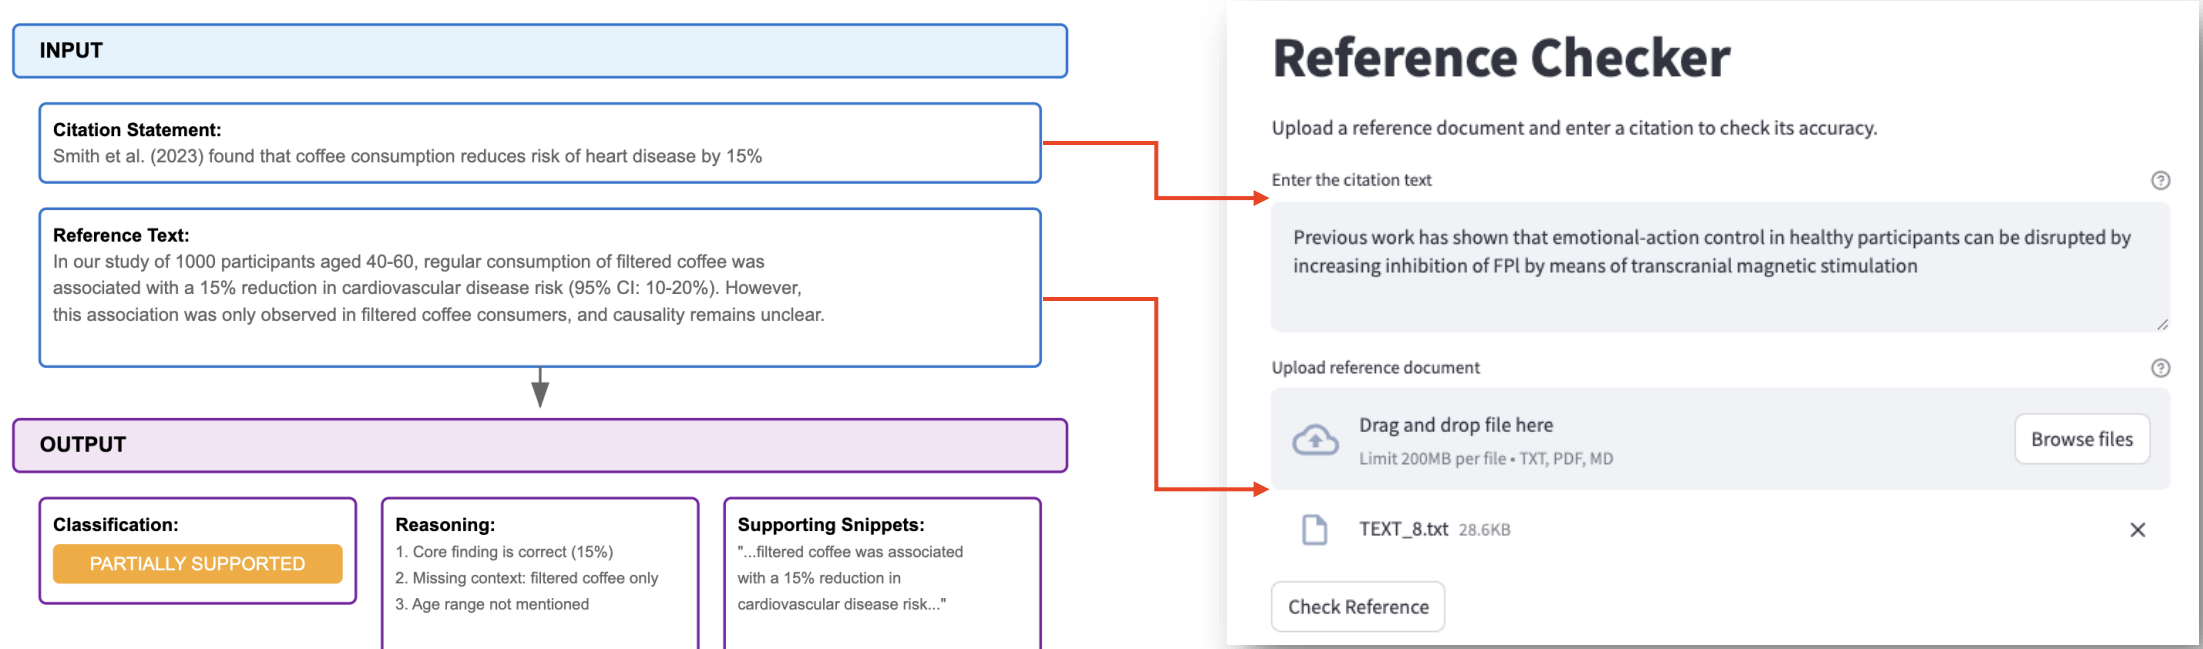 INPUT
Citation Statement:
Smith et al. (2023) found that coffee consumption reduces risk of heart disease by 15%
Reference Text:
In our study of 1000 participants aged 40-60, regular consumption of filtered coffee was
associated with a 15% reduction in cardiovascular disease risk (95% CI: 10-20%). However,
this association was only observed in filtered coffee consumers, and causality remains unclear.
OUTPUT
Classification:
PARTIALLY SUPPORTED
Reasoning:
1. Core finding is correct (15%)
2. Missing context: filtered coffee only
3. Age range not mentioned
Supporting Snippets:
"...filtered coffee was associated
with a 15% reduction in
cardiovascular disease risk..."
Reference Checker
Upload a reference document and enter a citation to check its accuracy.
Enter the citation text
?
Previous work has shown that emotional-action control in healthy participants can be disrupted by
increasing inhibition of FPl by means of transcranial magnetic stimulation
Upload reference document
?
Drag and drop file here
Limit 200MB per file • TXT, PDF, MD
Browse files
TEXT_8.txt 28.6KB
Check Reference